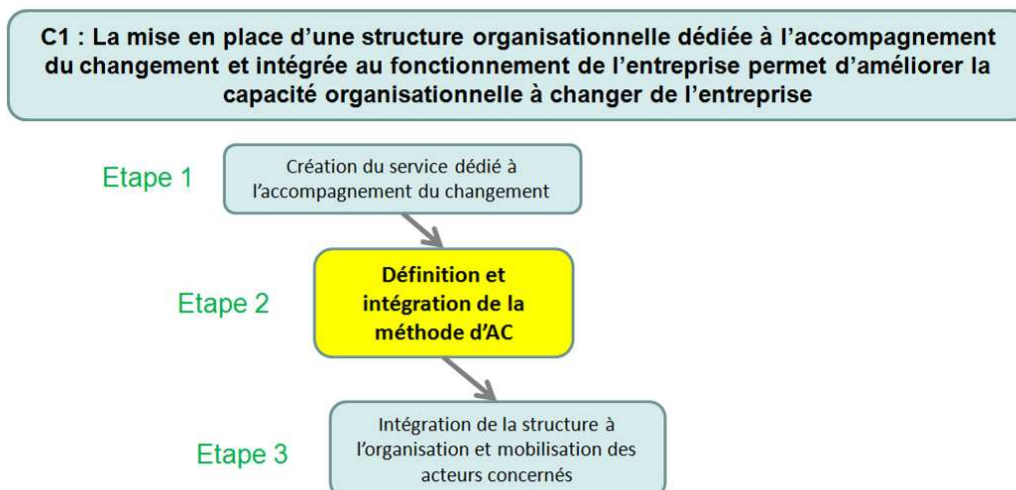 C1 : La mise en place d’une structure organisationnelle dédiée à l’accompagnement
du changement et intégrée au fonctionnement de l’entreprise permet d’améliorer la
capacité organisationnelle à changer de l’entreprise
Etape 1
Création du service dédié à
l’accompagnement du changement
Etape 2
Définition et
intégration de la
méthode d’AC
Etape 3
Intégration de la structure à
l’organisation et mobilisation des
acteurs concernés